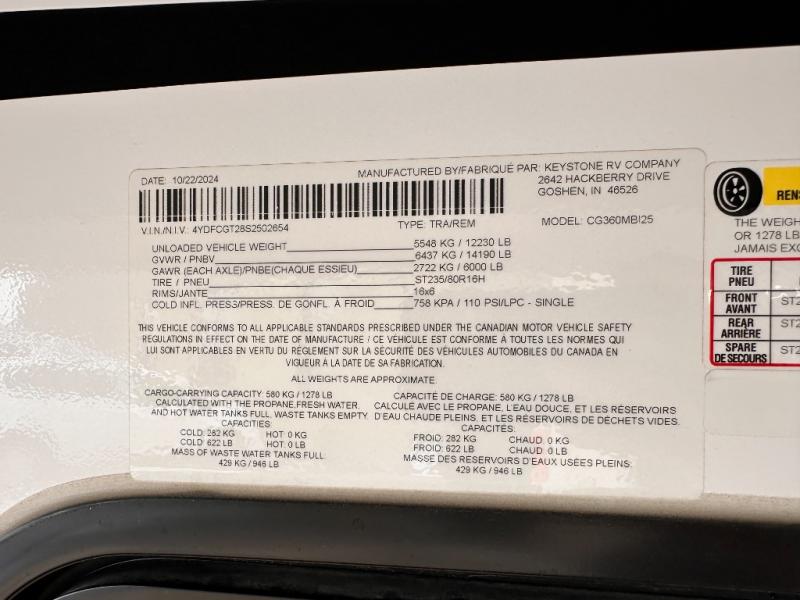 DATE: 10/22/2024
MANUFACTURED BY/FABRIQUÉ PAR: KEYSTONE RV COMPANY
2642 HACKBERRY DRIVE
GOSHEN, IN 46526
V.I.N./N.I.V.: 4YDFCGT28S2502654 TYPE: TRA/REM MODEL: CG360MBI25
UNLOADED VEHICLE WEIGHT 5548 KG / 12230 LB
GVWR / PNBV 6437 KG / 14190 LB
GAWR (EACH AXLE)/PNBE(CHAQUE ESSIEU) 2722 KG / 6000 LB
TIRE / PNEU ST235/80R16H
RIMS/JANTE 16x6
COLD INFL. PRESS/PRESS. DE GONFL. À FROID 758 KPA / 110 PSI/LPC - SINGLE
THIS VEHICLE CONFORMS TO ALL APPLICABLE STANDARDS PRESCRIBED UNDER THE CANADIAN MOTOR VEHICLE SAFETY
REGULATIONS IN EFFECT ON THE DATE OF MANUFACTURE / CE VÉHICULE EST CONFORME À TOUTES LES NORMES QUI
LUI SONT APPLICABLES EN VERTU DU RÉGLEMENT SUR LA SÉCURITÉ DES VÉHICULES AUTOMOBILES DU CANADA EN
VIGUEUR À LA DATE DE SA FABRICATION.
ALL WEIGHTS ARE APPROXIMATE.
CARGO-CARRYING CAPACITY: 580 KG / 1278 LB
CALCULATED WITH THE PROPANE,FRESH WATER,
AND HOT WATER TANKS FULL, WASTE TANKS EMPTY.
CAPACITIES:
COLD: 282 KG HOT: 0 KG
COLD: 622 LB HOT: 0 LB
MASS OF WASTE WATER TANKS FULL:
429 KG / 946 LB
CAPACITÉ DE CHARGE: 580 KG / 1278 LB
CALCULÉ AVEC LE PROPANE, L'EAU DOUCE, ET LES RÉSERVOIRS
D'EAU CHAUDE PLEINS, ET LES RÉSERVOIRS DE DÉCHETS VIDES.
CAPACITÉS:
FROID: 282 KG CHAUD: 0 KG
FROID: 622 LB CHAUD: 0 LB
MASSE DES RÉSERVOIRS D'EAUX USÉES PLEINS:
429 KG / 946 LB
THE WEIGH
OR 1278 LB
JAMAIS EXC
TIRE
PNEU
FRONT
AVANT
ST2
REAR
ARRIÈRE
ST2
SPARE
DE SECOURS
ST2